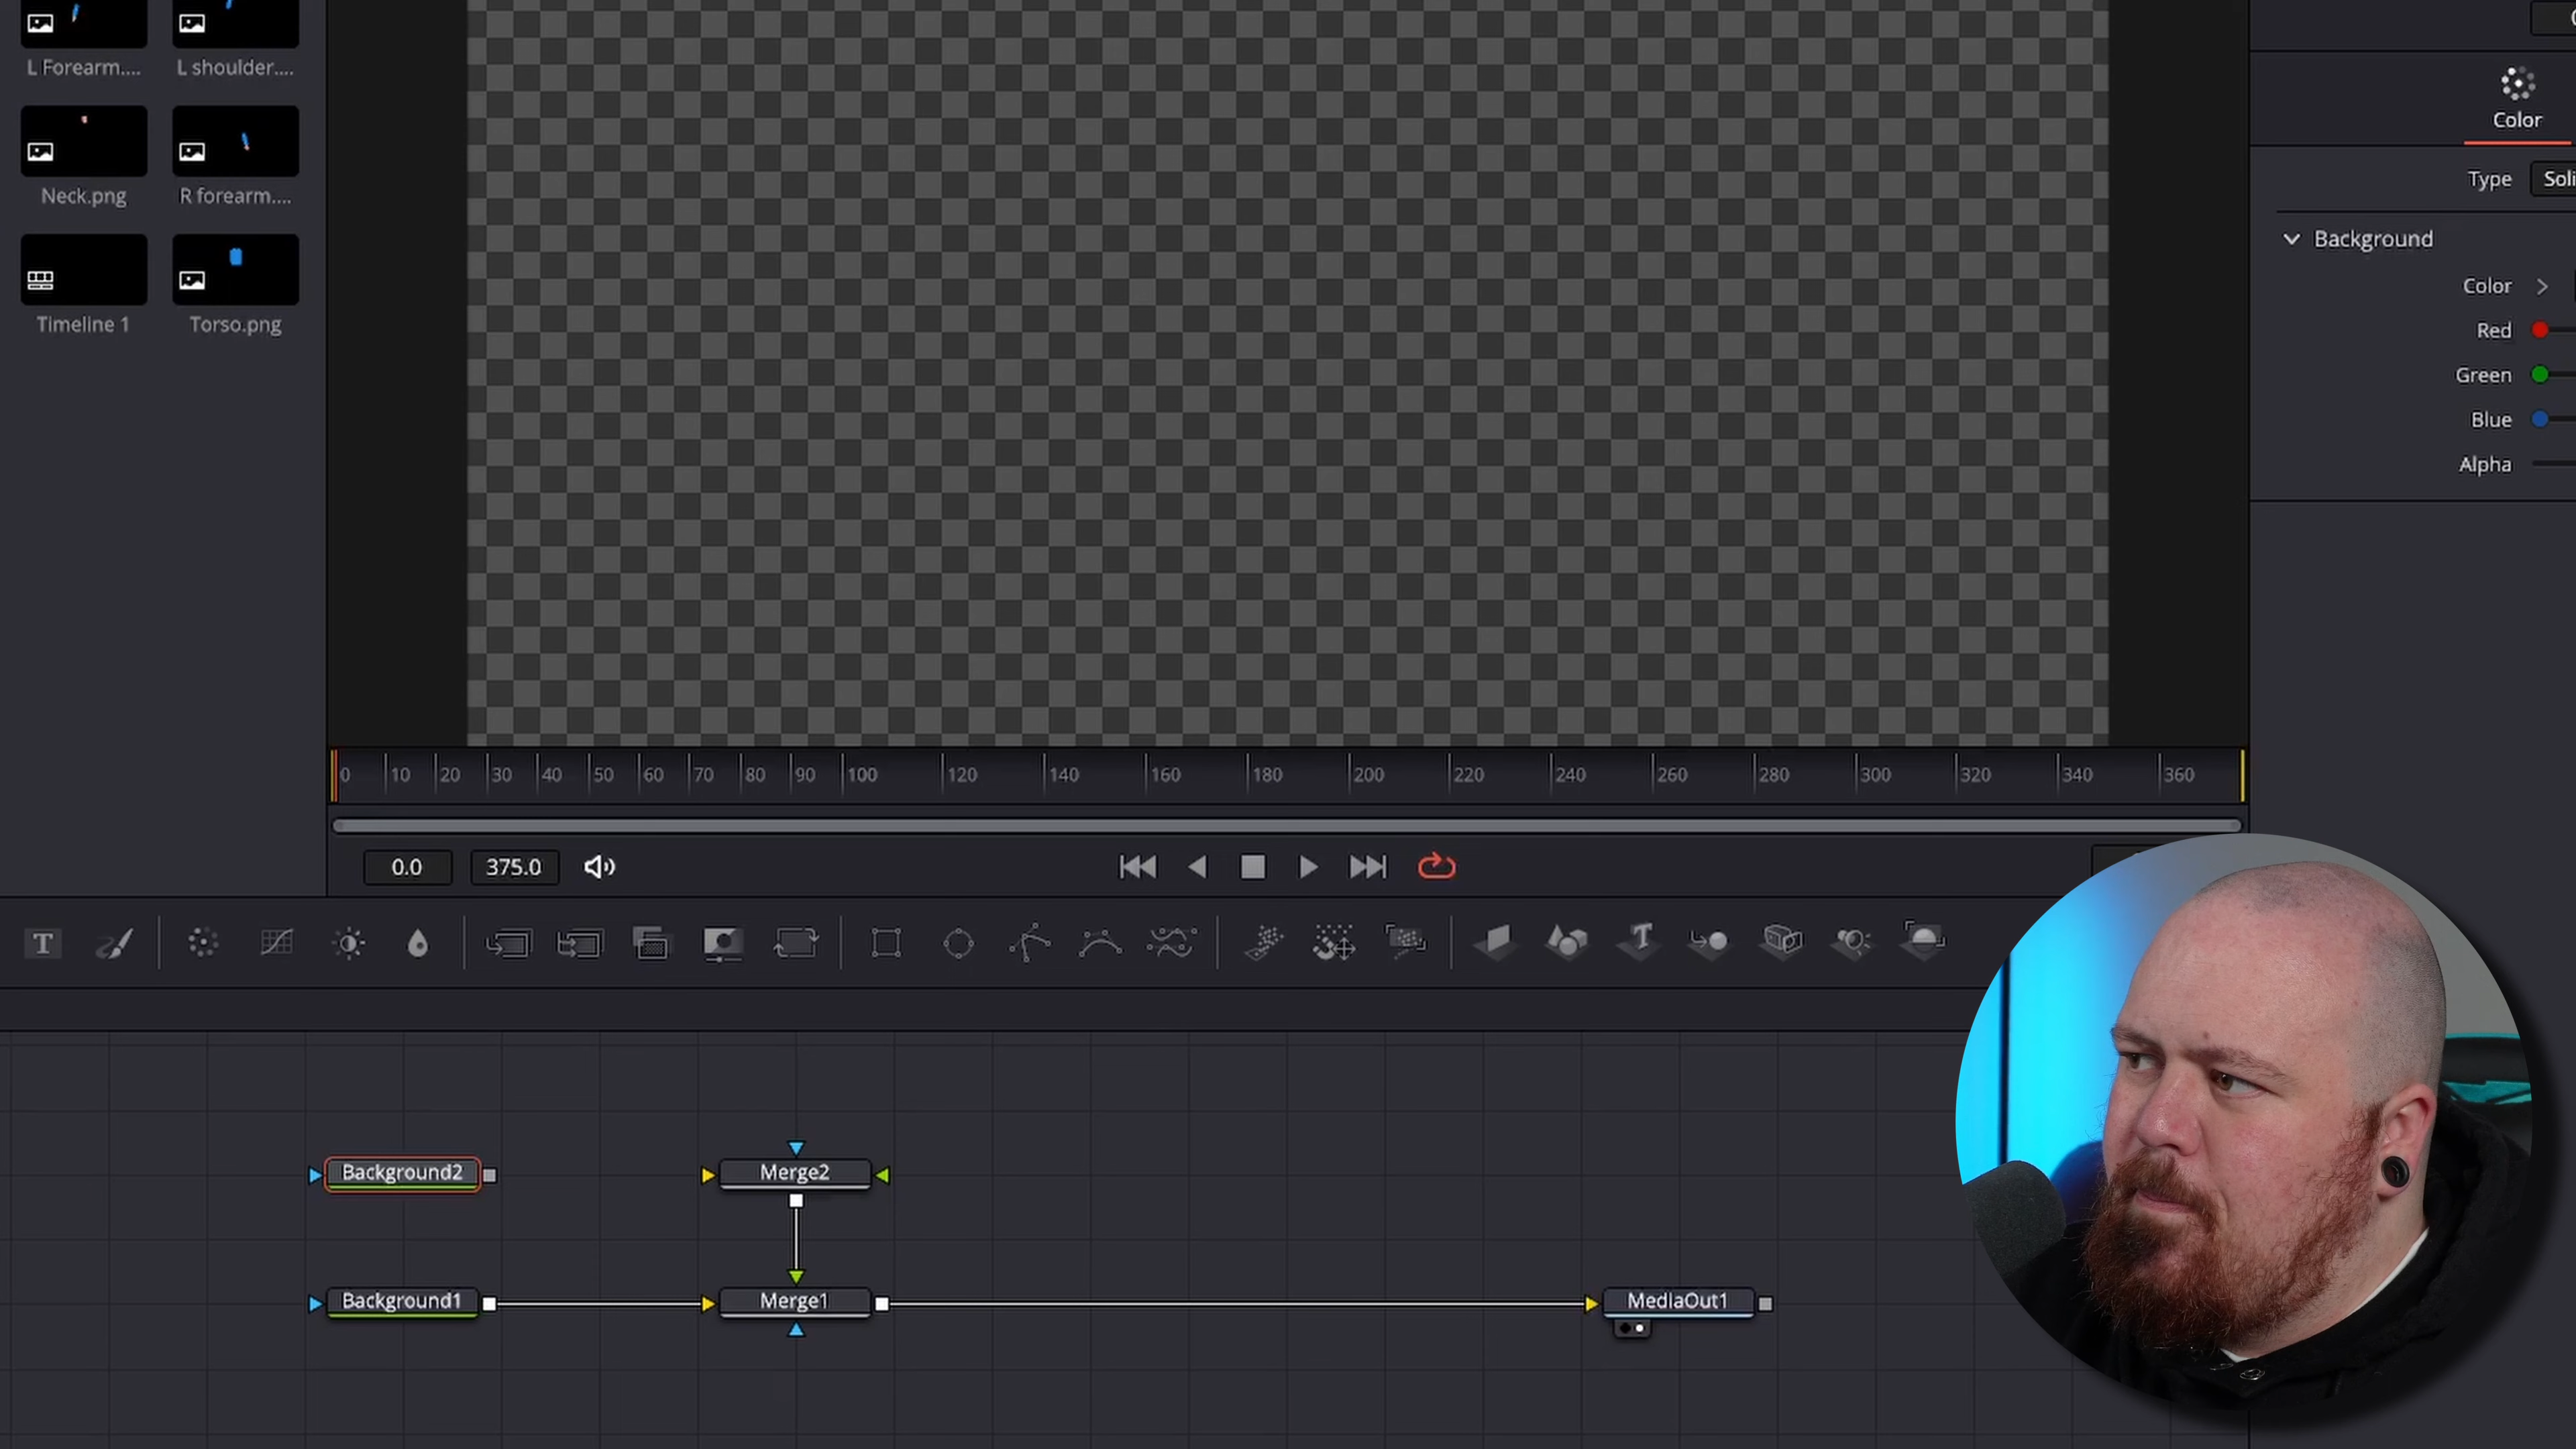 L Forearm....
L shoulder....
Neck.png
R forearm....
Timeline 1
Torso.png
Color
Type
Soli
Background
Color
Red
Green
Blue
Alpha
0 10 20 30 40 50 60 70 80 90 100 120 140 160 180 200 220 240 260 280 300 320 340 360
0.0 375.0
T
Background2
Merge2
Background1
Merge1
MediaOut1